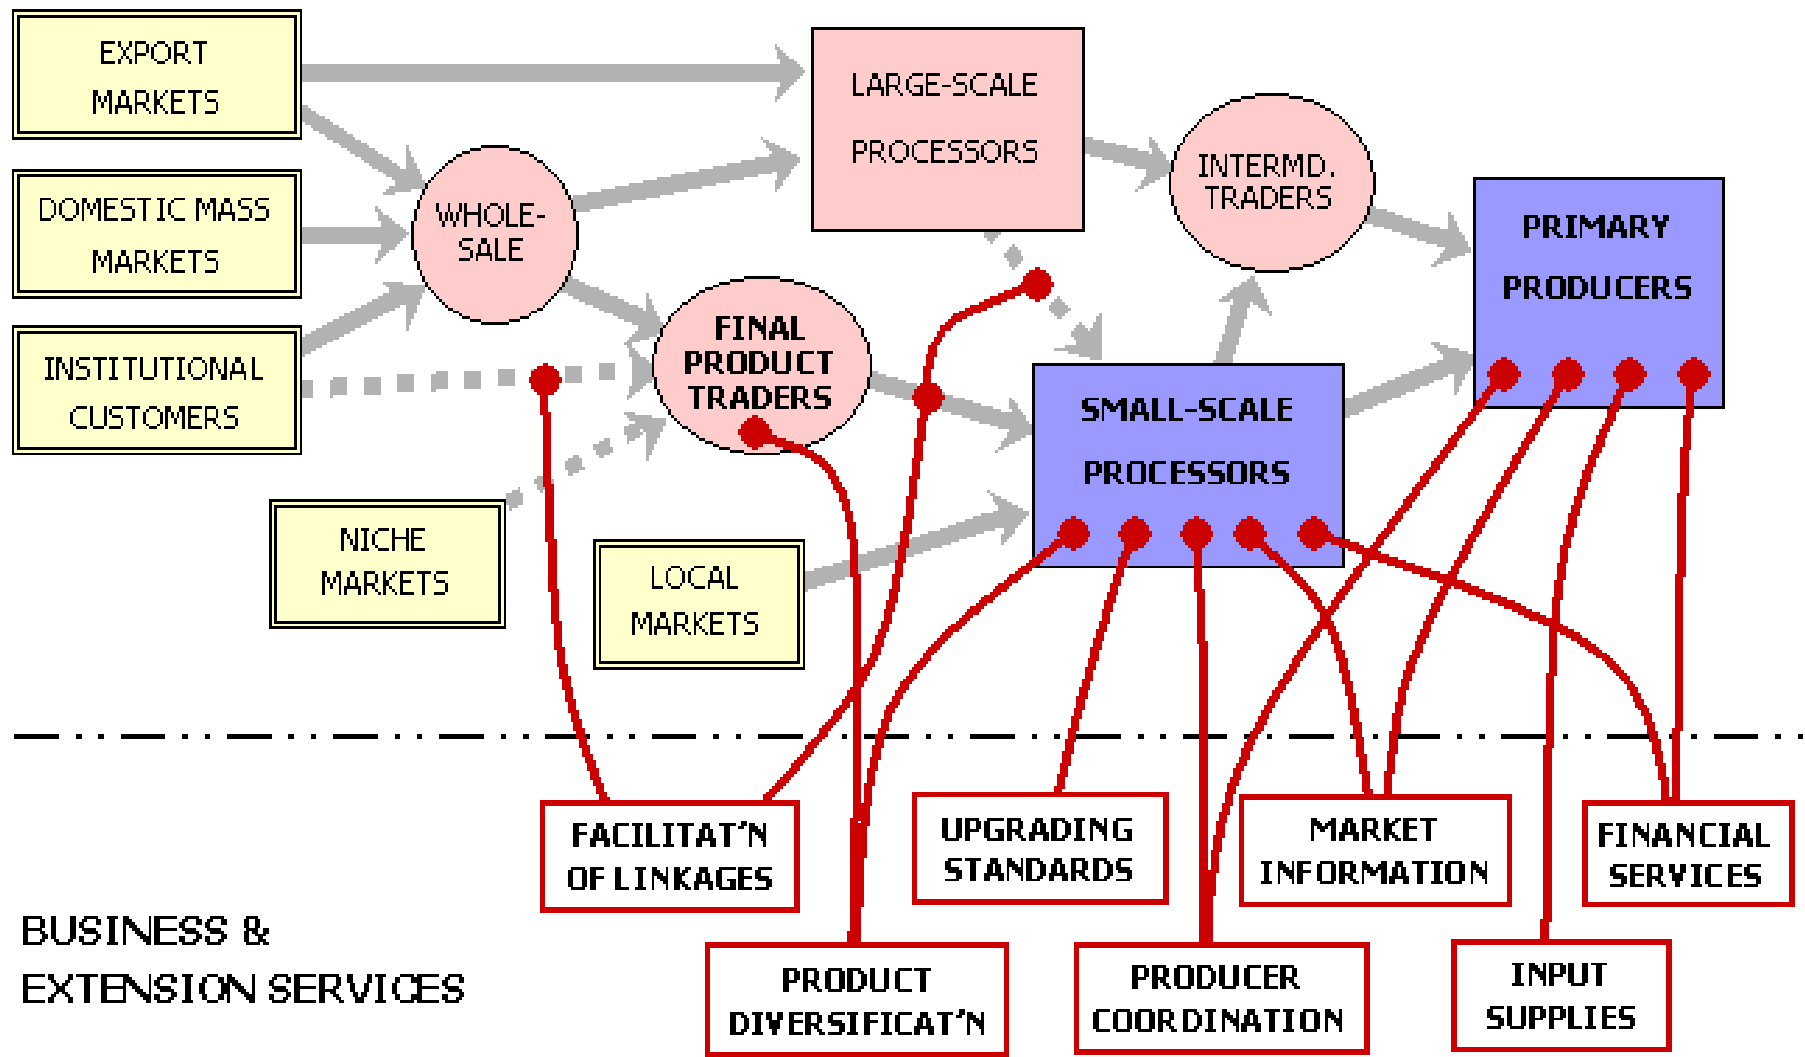 EXPORT
MARKETS
DOMESTIC MASS
MARKETS
INSTITUTIONAL
CUSTOMERS
NICHE
MARKETS
LOCAL
MARKETS
WHOLE-
SALE
FINAL
PRODUCT
TRADERS
LARGE-SCALE
PROCESSORS
INTERMD.
TRADERS
PRIMARY
PRODUCERS
SMALL-SCALE
PROCESSORS
FACILITAT'N
OF LINKAGES
UPGRADING
STANDARDS
MARKET
INFORMATION
FINANCIAL
SERVICES
BUSINESS &
EXTENSION SERVICES
PRODUCT
DIVERSIFICAT'N
PRODUCER
COORDINATION
INPUT
SUPPLIES